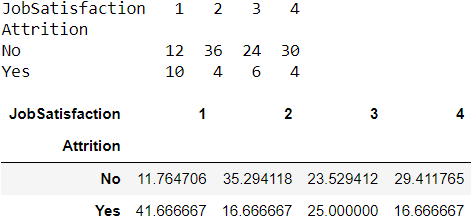 JobSatisfaction 1 2 3 4
Attrition
No 12 36 24 30
Yes 10 4 6 4
JobSatisfaction 1 2 3 4
Attrition
No 11.764706 35.294118 23.529412 29.411765
Yes 41.666667 16.666667 25.000000 16.666667